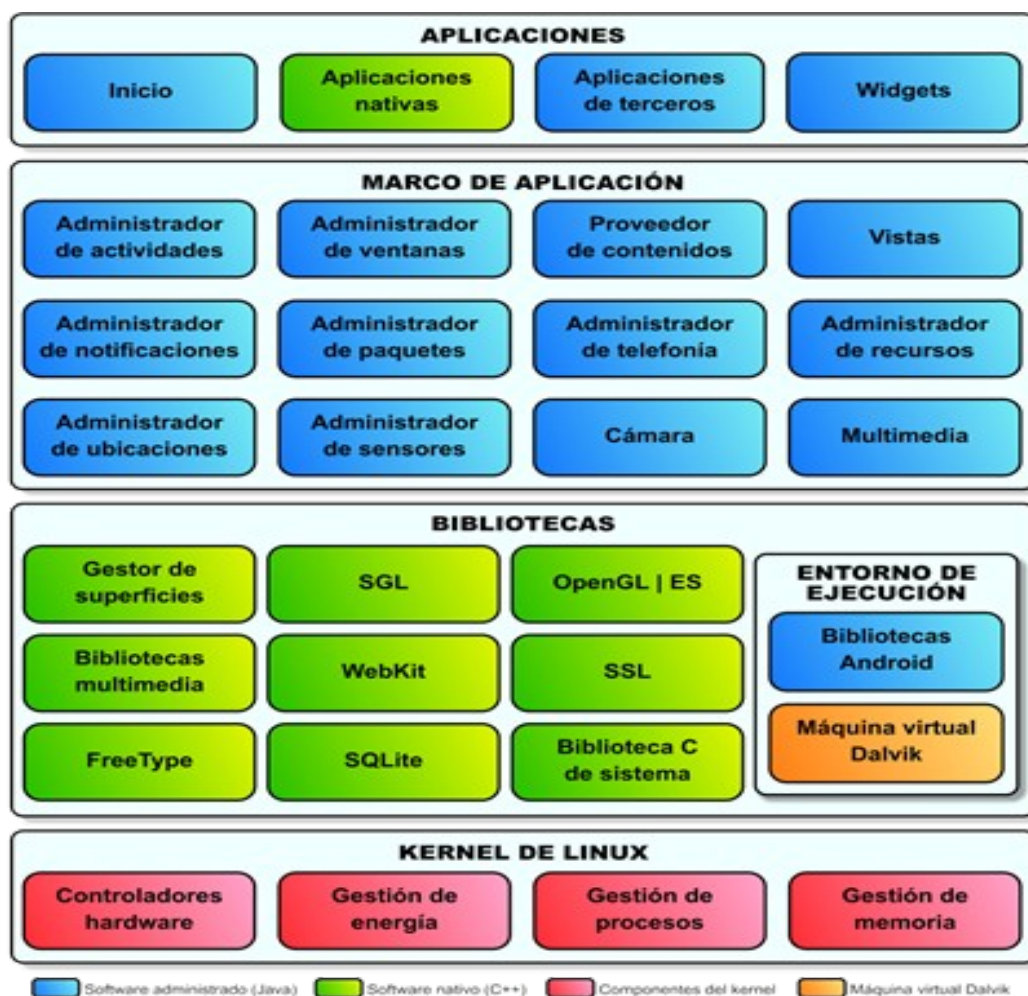 APLICACIONES
Inicio
Aplicaciones
nativas
Aplicaciones
de terceros
Widgets
MARCO DE APLICACIÓN
Administrador
de actividades
Administrador
de ventanas
Proveedor
de contenidos
Vistas
Administrador
de notificaciones
Administrador
de paquetes
Administrador
de telefonía
Administrador
de recursos
Administrador
de ubicaciones
Administrador
de sensores
Cámara
Multimedia
BIBLIOTECAS
Gestor de
superficies
SGL
OpenGL | ES
Bibliotecas
multimedia
WebKit
SSL
FreeType
SQLite
Biblioteca C
de sistema
ENTORNO DE
EJECUCIÓN
Bibliotecas
Android
Máquina virtual
Dalvik
KERNEL DE LINUX
Controladores
hardware
Gestión de
energía
Gestión de
procesos
Gestión de
memoria
Software administrado (Java)
Software nativo (C++)
Componentes del kernel
Máquina virtual Dalvik